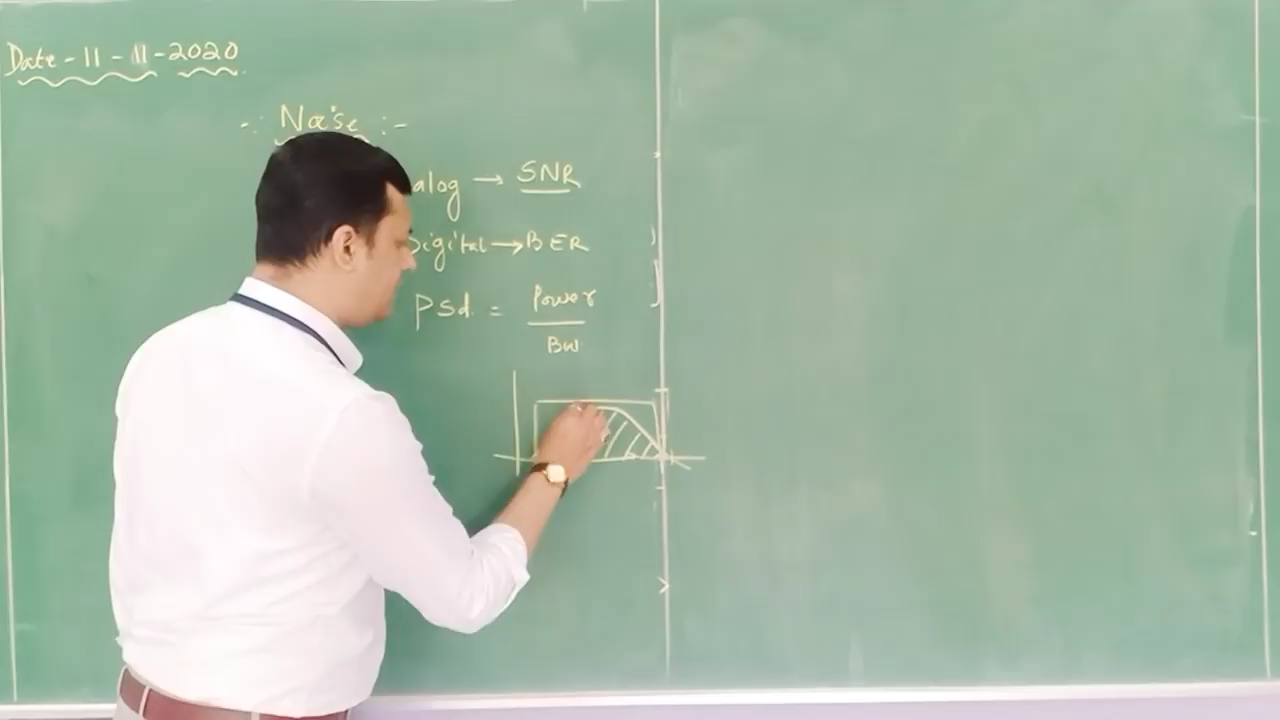 Date - 11 - 11 - 2020
-: Noise :-
alog → SNR
Digital → BER
Psd. = Power
BW